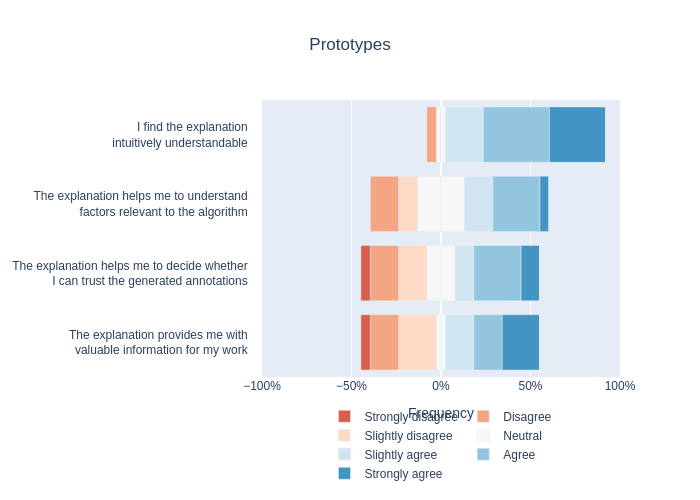 Prototypes
I find the explanation
intuitively understandable
The explanation helps me to understand
factors relevant to the algorithm
The explanation helps me to decide whether
I can trust the generated annotations
The explanation provides me with
valuable information for my work
−100% −50% 0% 50% 100%
Frequency
Strongly disagree Disagree
Slightly disagree Neutral
Slightly agree Agree
Strongly agree